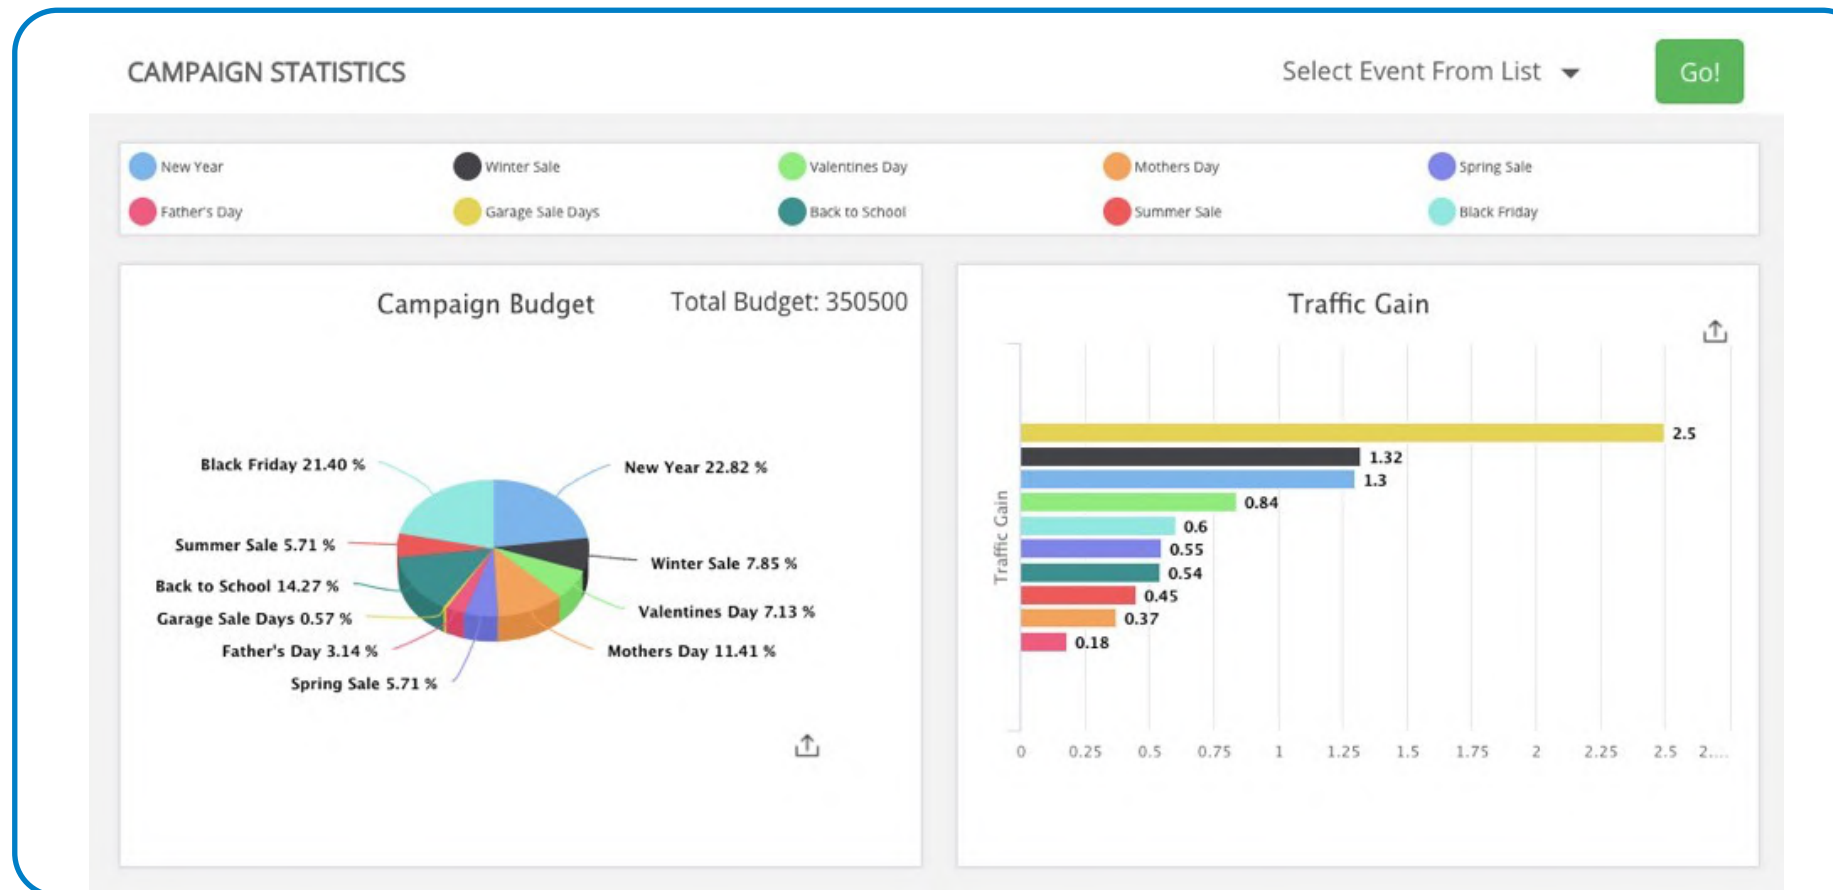 CAMPAIGN STATISTICS
Select Event From List
Go!
New Year
Winter Sale
Valentines Day
Mothers Day
Spring Sale
Father's Day
Garage Sale Days
Back to School
Summer Sale
Black Friday
Campaign Budget
Total Budget: 350500
Black Friday 21.40 %
New Year 22.82 %
Summer Sale 5.71 %
Winter Sale 7.85 %
Back to School 14.27 %
Valentines Day 7.13 %
Garage Sale Days 0.57 %
Father's Day 3.14 %
Mothers Day 11.41 %
Spring Sale 5.71 %
Traffic Gain
Traffic Gain
2.5
1.32
1.3
0.84
0.6
0.55
0.54
0.45
0.37
0.18
0 0.25 0.5 0.75 1 1.25 1.5 1.75 2 2.25 2.5 2....